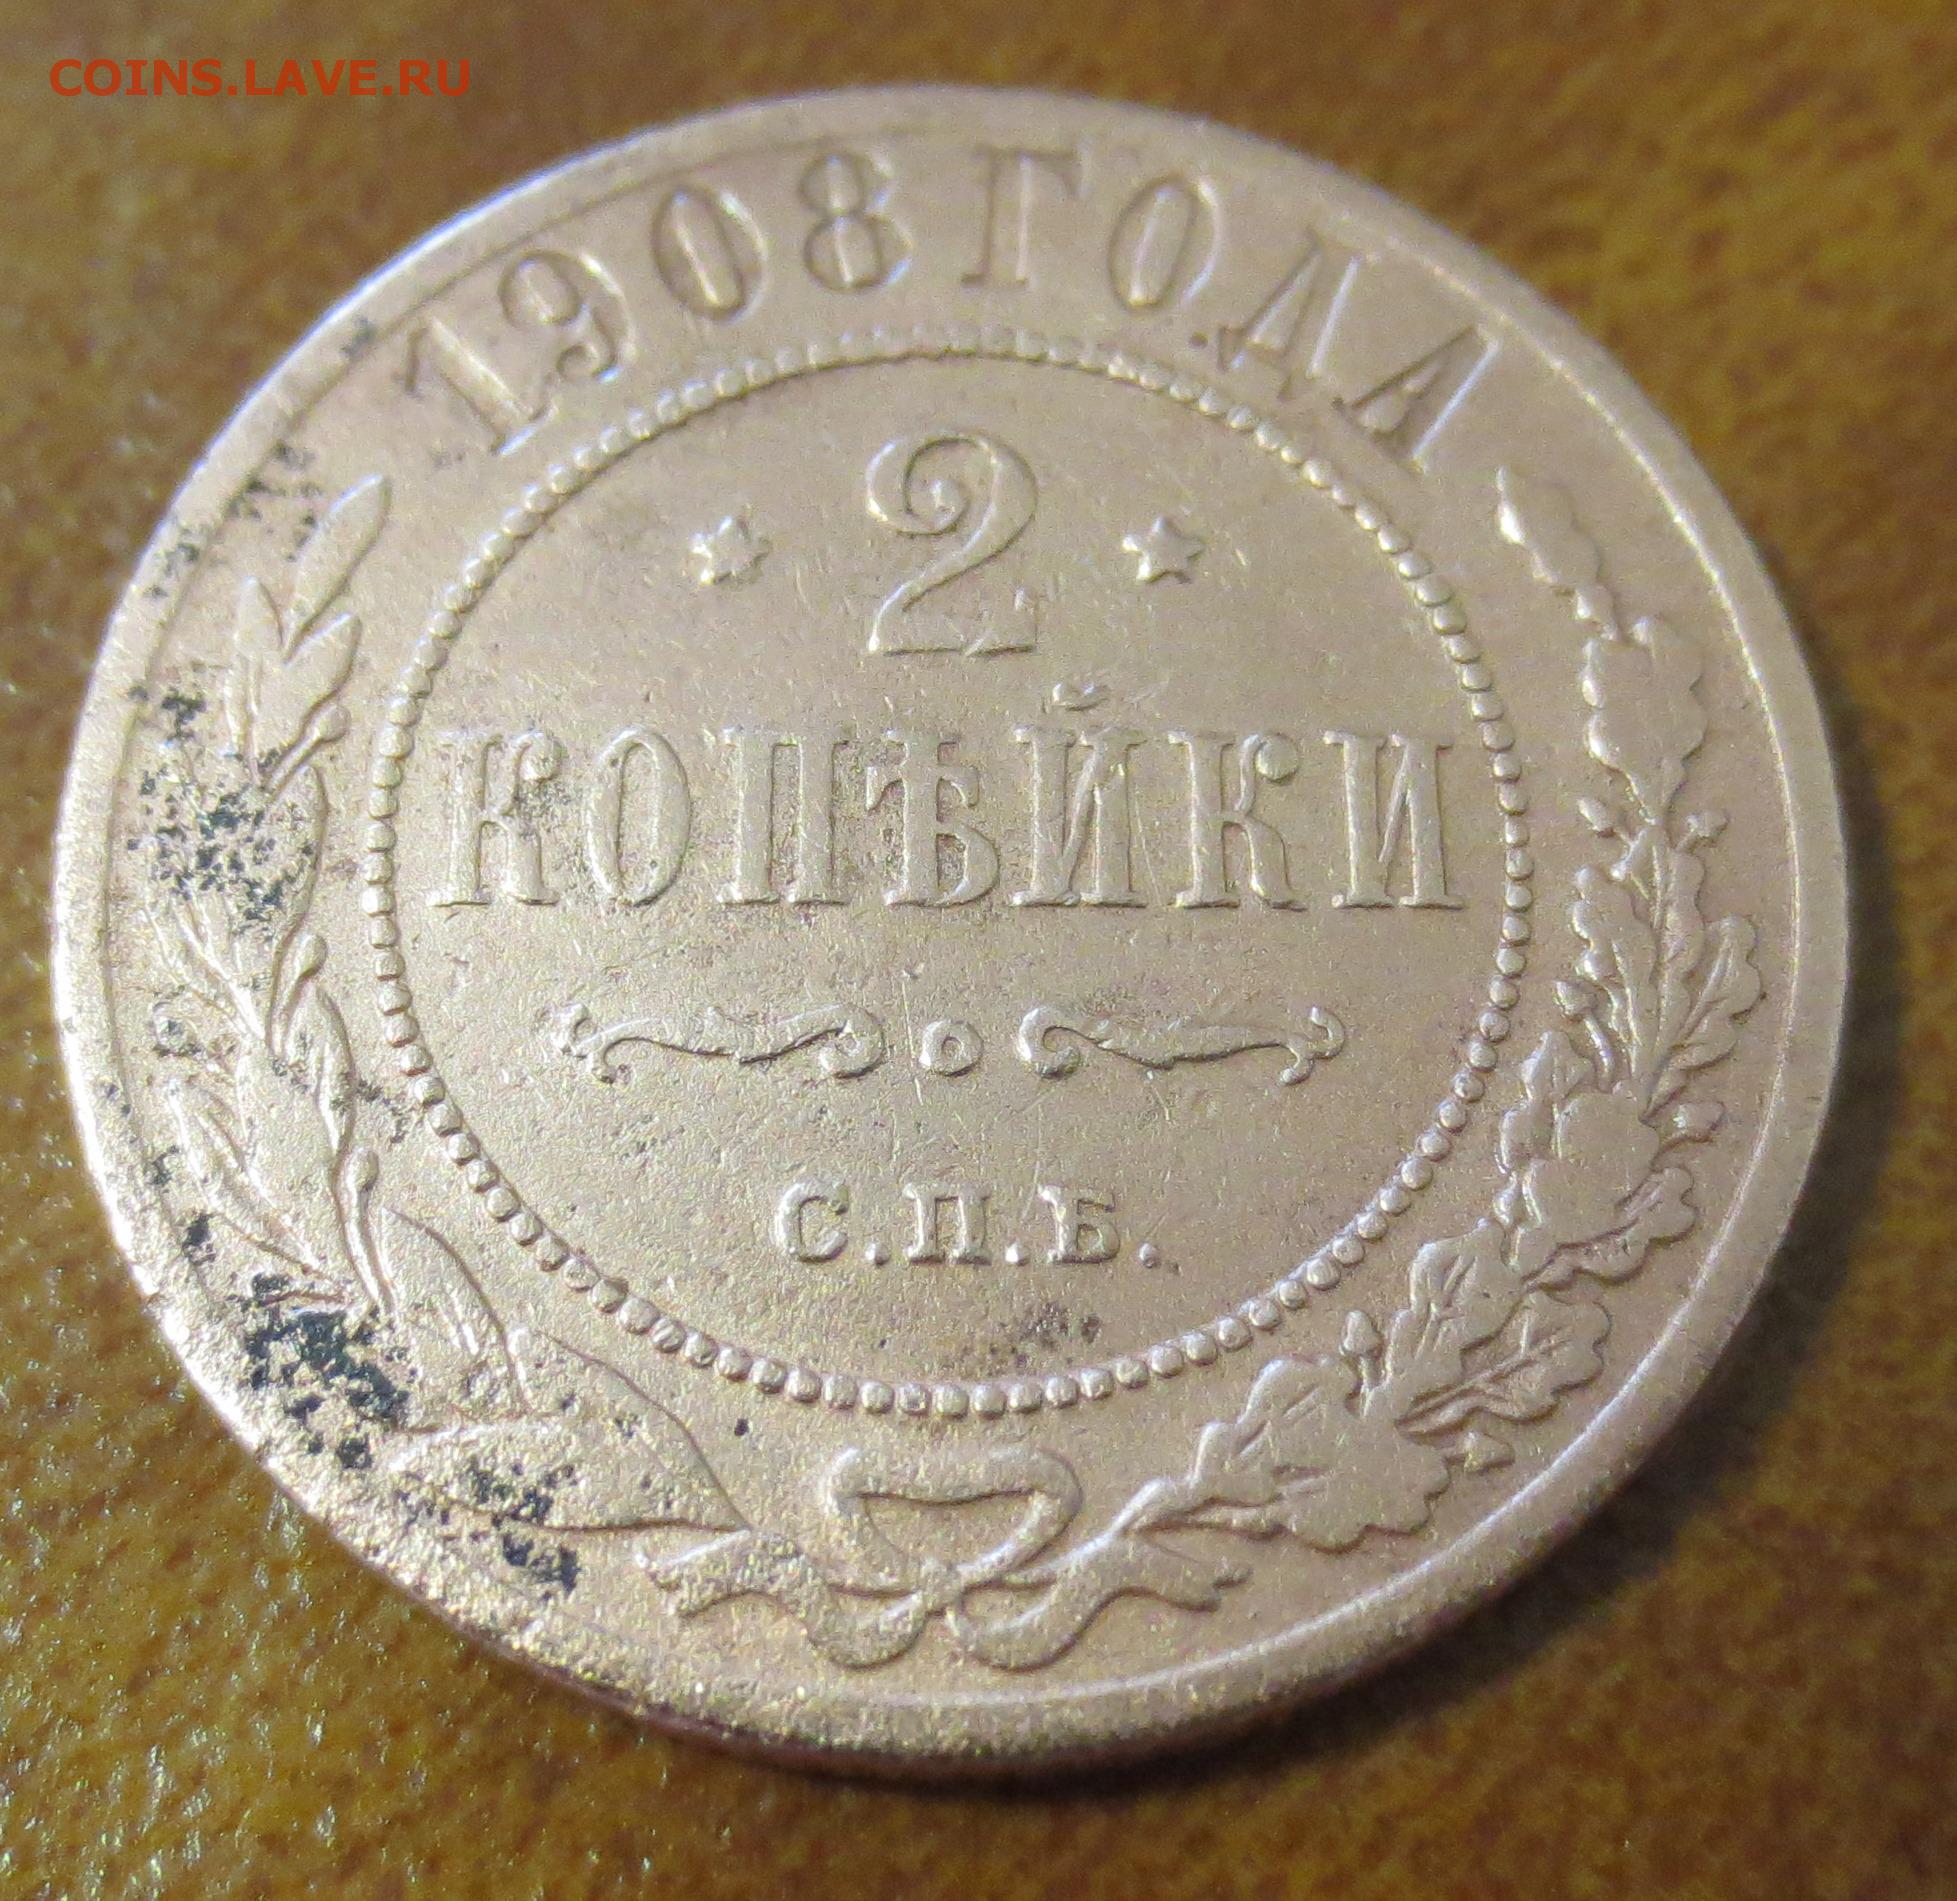 COINS.LAVE.RU
1908 ГОДА.
2
КОПѢЙКИ
С.П.Б.